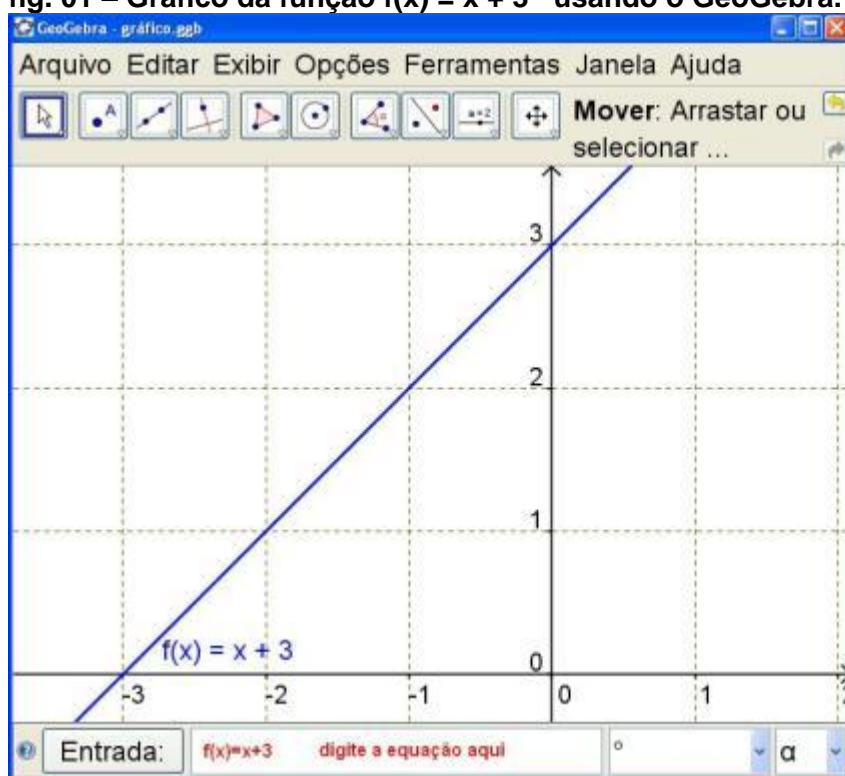 fig. 01 – Gráfico da função f(x) = x + 3 usando o GeoGebra.
GeoGebra - gráfico.ggb
Arquivo Editar Exibir Opções Ferramentas Janela Ajuda
A
a=2
Mover: Arrastar ou
selecionar ...
3
2
1
f(x) = x + 3
0
-3 -2 -1 0 1
Entrada: f(x)=x+3 digite a equação aqui ° α